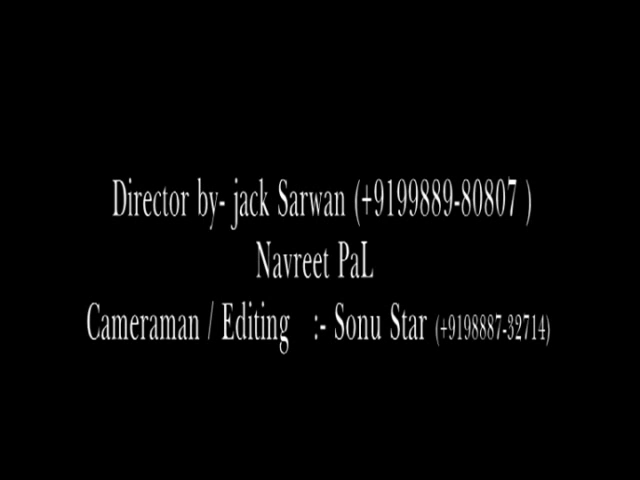 Director by- jack Sarwan (+9199889-80807 )
Navreet PaL
Cameraman / Editing :- Sonu Star (+9198887-32714)